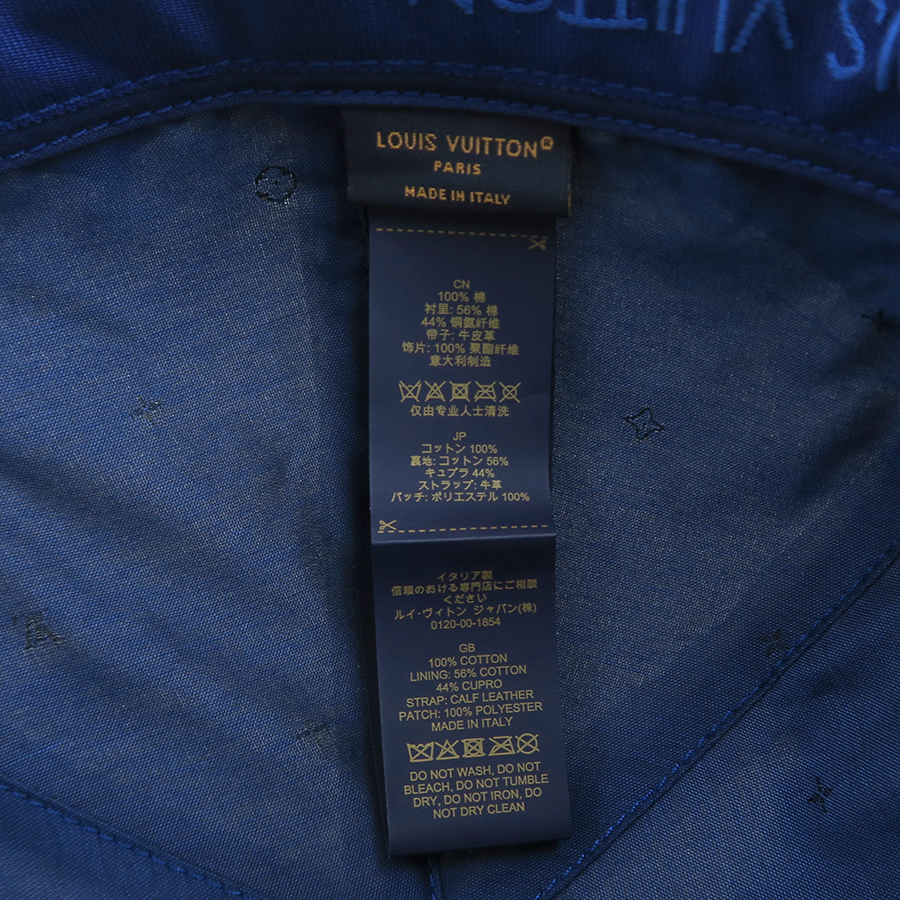 VUITTON
LOUIS VUITTON
PARIS
MADE IN ITALY
CN
100% 棉
衬里: 56% 棉
44% 铜氨纤维
带子: 牛皮革
饰片: 100% 聚酯纤维
意大利制造
仅由专业人士清洗
JP
コットン 100%
裏地: コットン 56%
キュプラ 44%
ストラップ: 牛革
パッチ: ポリエステル 100%
イタリア製
信頼のおける専門店にご相談
ください
ルイ・ヴィトン ジャパン(株)
0120-00-1854
GB
100% COTTON
LINING: 56% COTTON
44% CUPRO
STRAP: CALF LEATHER
PATCH: 100% POLYESTER
MADE IN ITALY
DO NOT WASH, DO NOT
BLEACH, DO NOT TUMBLE
DRY, DO NOT IRON, DO
NOT DRY CLEAN